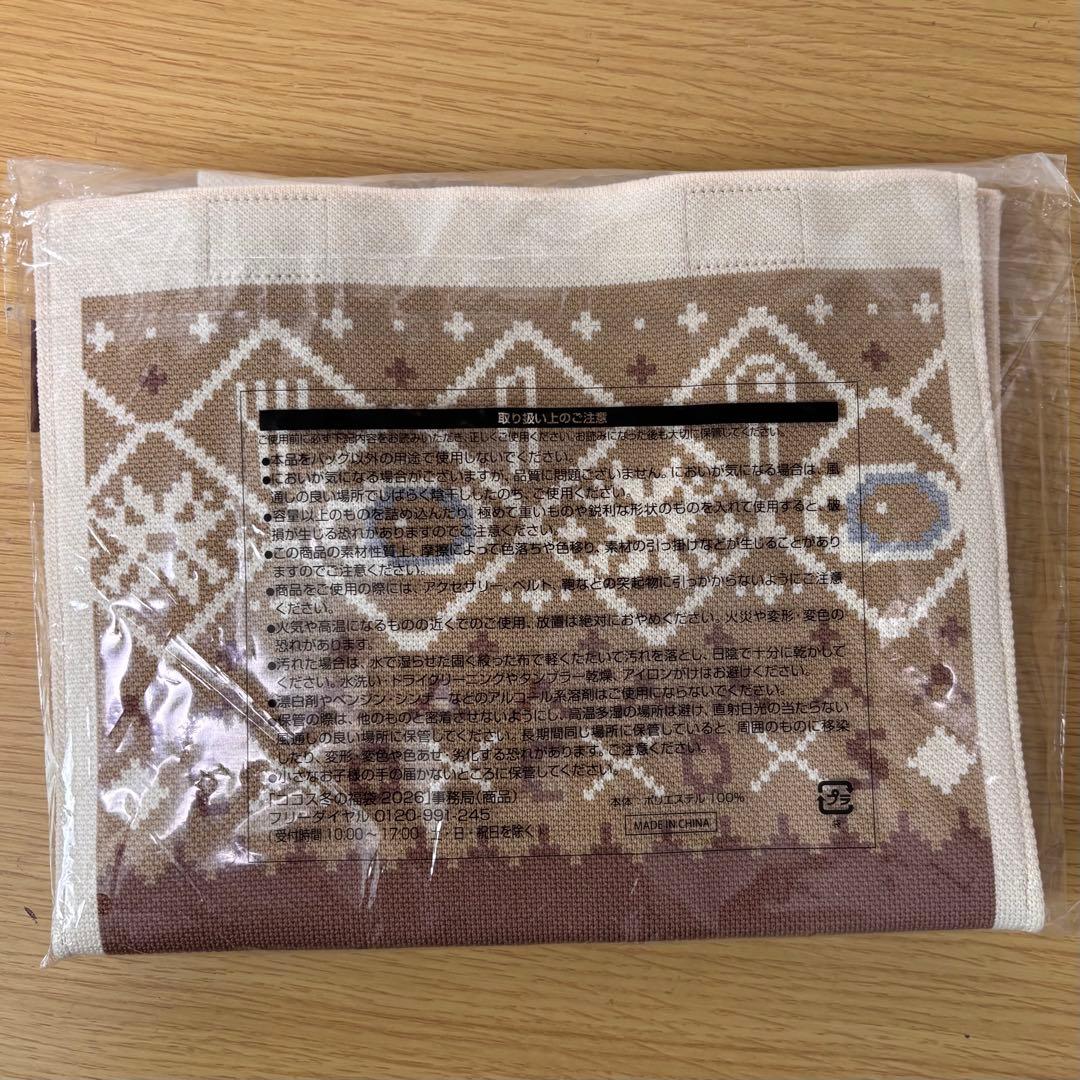 取り扱い上のご注意
ご使用前に必ず下記内容をお読みいただき、正しくご使用ください。お読みになった後も大切に保管してください。
●本品をバッグ以外の用途で使用しないでください。
●においが気になる場合がございますが、品質に問題ございません。においが気になる場合は、風
通しの良い場所でしばらく陰干ししたのち、ご使用ください。
●容量以上のものを詰め込んだり、極めて重いものや鋭利な形状のものを入れて使用すると、破
損が生じる恐れがありますのでご注意ください。
●この商品の素材性質上、摩擦によって色落ちや色移り、素材の引っ掛けなどが生じることがあり
ますのでご注意ください。
●商品をご使用の際には、アクセサリー、ベルト、鞄などの突起物に引っかからないようにご注意
ください。
●火気や高温になるものの近くでのご使用、放置は絶対におやめください。火災や変形・変色の
恐れがあります。
●汚れた場合は、水で湿らせた固く絞った布で軽くたたいて汚れを落とし、日陰で十分に乾かして
ください。水洗い・ドライクリーニングやタンブラー乾燥、アイロンがけはお避けください。
●漂白剤やベンジン・シンナーなどのアルコール系溶剤はご使用にならないでください。
●保管の際は、他のものと密着させないようにし、高温多湿の場所は避け、直射日光の当たらない
風通しの良い場所に保管してください。長期間同じ場所に保管していると、周囲のものに移染
したり、変形、変色や色あせ、劣化する恐れがあります。ご注意ください。
●小さなお子様の手の届かないところに保管してください。
「ココス冬の福袋 2026」事務局(商品)
フリーダイヤル 0120-991-245
(受付時間 10:00～17:00 土・日・祝日を除く)
本体：ポリエステル 100%
MADE IN CHINA
プラ